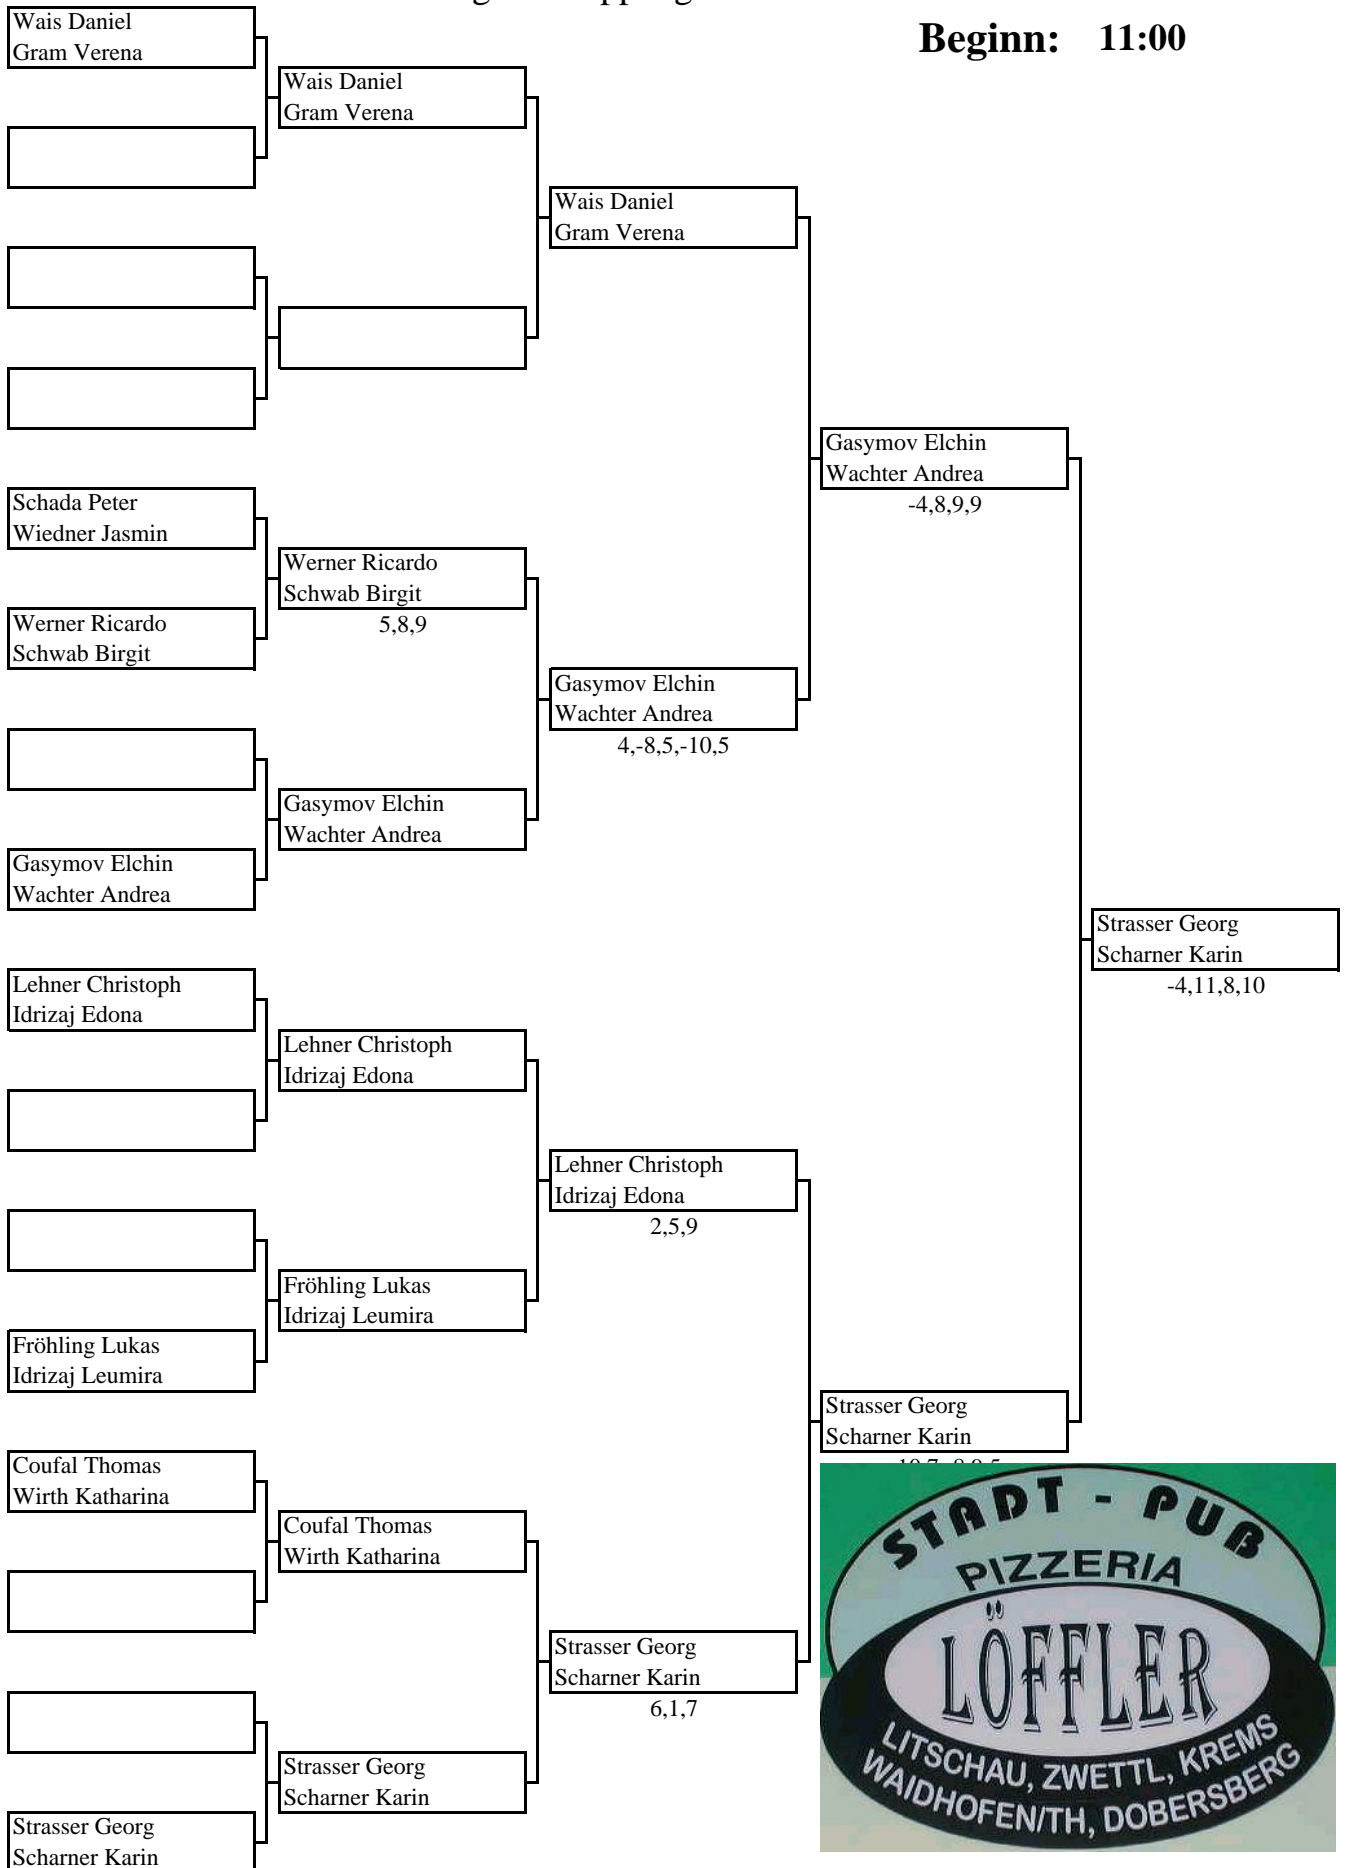 Beginn: 11:00
Wais Daniel
Gram Verena
Wais Daniel
Gram Verena
Wais Daniel
Gram Verena
Gasymov Elchin
Wachter Andrea
-4,8,9,9
Schada Peter
Wiedner Jasmin
Werner Ricardo
Schwab Birgit
5,8,9
Werner Ricardo
Schwab Birgit
Gasymov Elchin
Wachter Andrea
4,-8,5,-10,5
Gasymov Elchin
Wachter Andrea
Gasymov Elchin
Wachter Andrea
Strasser Georg
Scharner Karin
-4,11,8,10
Lehner Christoph
Idrizaj Edona
Lehner Christoph
Idrizaj Edona
Lehner Christoph
Idrizaj Edona
2,5,9
Fröhling Lukas
Idrizaj Leumira
Fröhling Lukas
Idrizaj Leumira
Strasser Georg
Scharner Karin
Coufal Thomas
Wirth Katharina
Coufal Thomas
Wirth Katharina
Strasser Georg
Scharner Karin
6,1,7
Strasser Georg
Scharner Karin
Strasser Georg
Scharner Karin
STADT - PUB
PIZZERIA
LÖFFLER
LITSCHAU, ZWETTL, KREMS
WAIDHOFEN/TH, DOBERSBERG